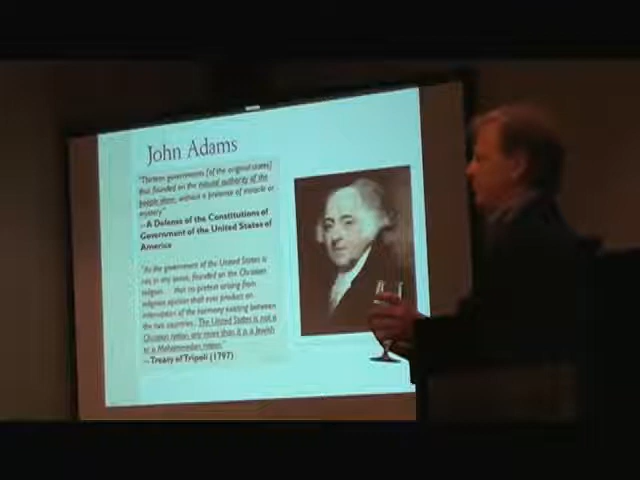 John Adams
"Thirteen governments [of the original states]
thus founded on the natural authority of the
people alone, without a pretence of miracle or
mystery"
--A Defense of the Constitutions of
Government of the United States of
America
"As the government of the United States is
not in any sense, founded on the Christian
religion . . . that no pretext arising from
religious opinion shall ever produce an
interruption of the harmony existing between
the two countries. The United States is not a
Christian nation any more than it is a Jewish
or a Mohammedan nation."
--Treaty of Tripoli (1797)